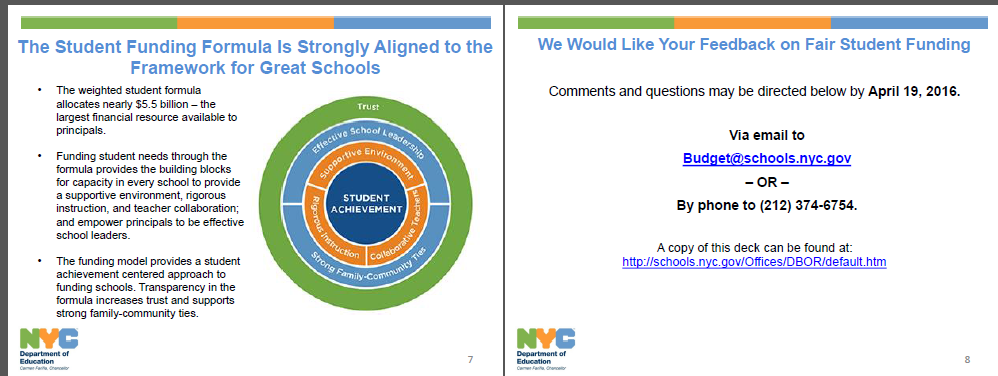 The Student Funding Formula Is Strongly Aligned to the
Framework for Great Schools
• The weighted student formula
allocates nearly $5.5 billion – the
largest financial resource available to
principals.
• Funding student needs through the
formula provides the building blocks
for capacity in every school to provide
a supportive environment, rigorous
instruction, and teacher collaboration;
and empower principals to be effective
school leaders.
• The funding model provides a student
achievement centered approach to
funding schools. Transparency in the
formula increases trust and supports
strong family-community ties.
Trust
Effective School Leadership
Supportive Environment
STUDENT
ACHIEVEMENT
Rigorous Instruction
Collaborative Teachers
Strong Family-Community Ties
NYC
Department of
Education
Carmen Fariña, Chancellor
7
We Would Like Your Feedback on Fair Student Funding
Comments and questions may be directed below by April 19, 2016.
Via email to
Budget@schools.nyc.gov
– OR –
By phone to (212) 374-6754.
A copy of this deck can be found at:
http://schools.nyc.gov/Offices/DBOR/default.htm
NYC
Department of
Education
Carmen Fariña, Chancellor
8